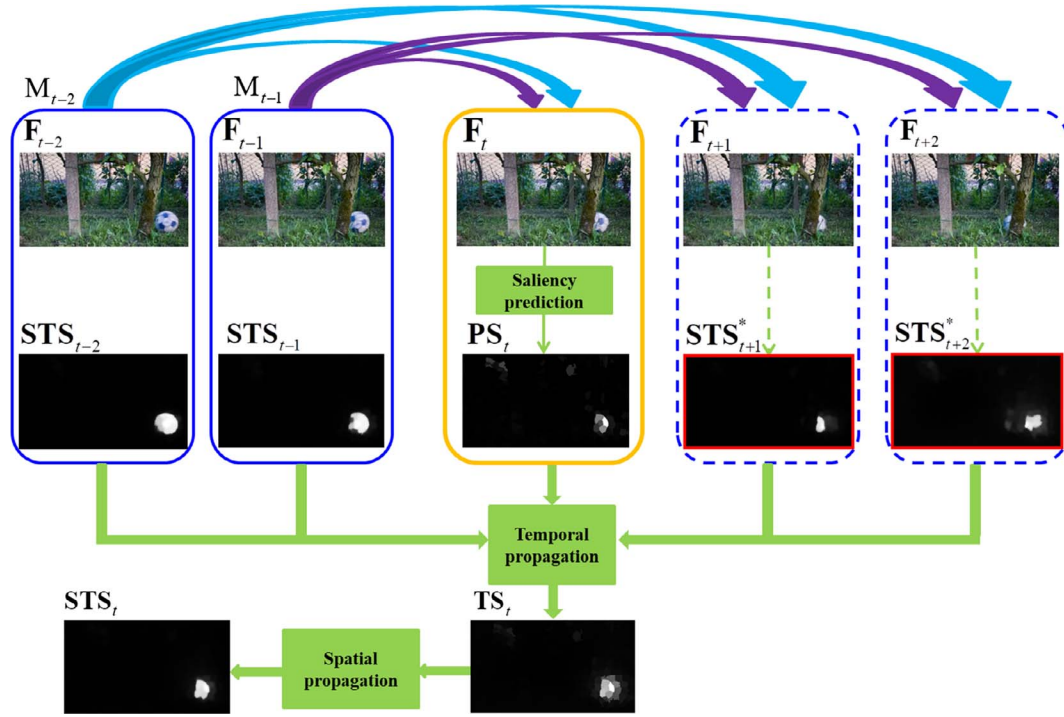 M_{t-2}
M_{t-1}
F_{t-2}
F_{t-1}
F_t
F_{t+1}
F_{t+2}
Saliency
prediction
STS_{t-2}
STS_{t-1}
PS_t
STS^*_{t+1}
STS^*_{t+2}
Temporal
propagation
STS_t
TS_t
Spatial
propagation